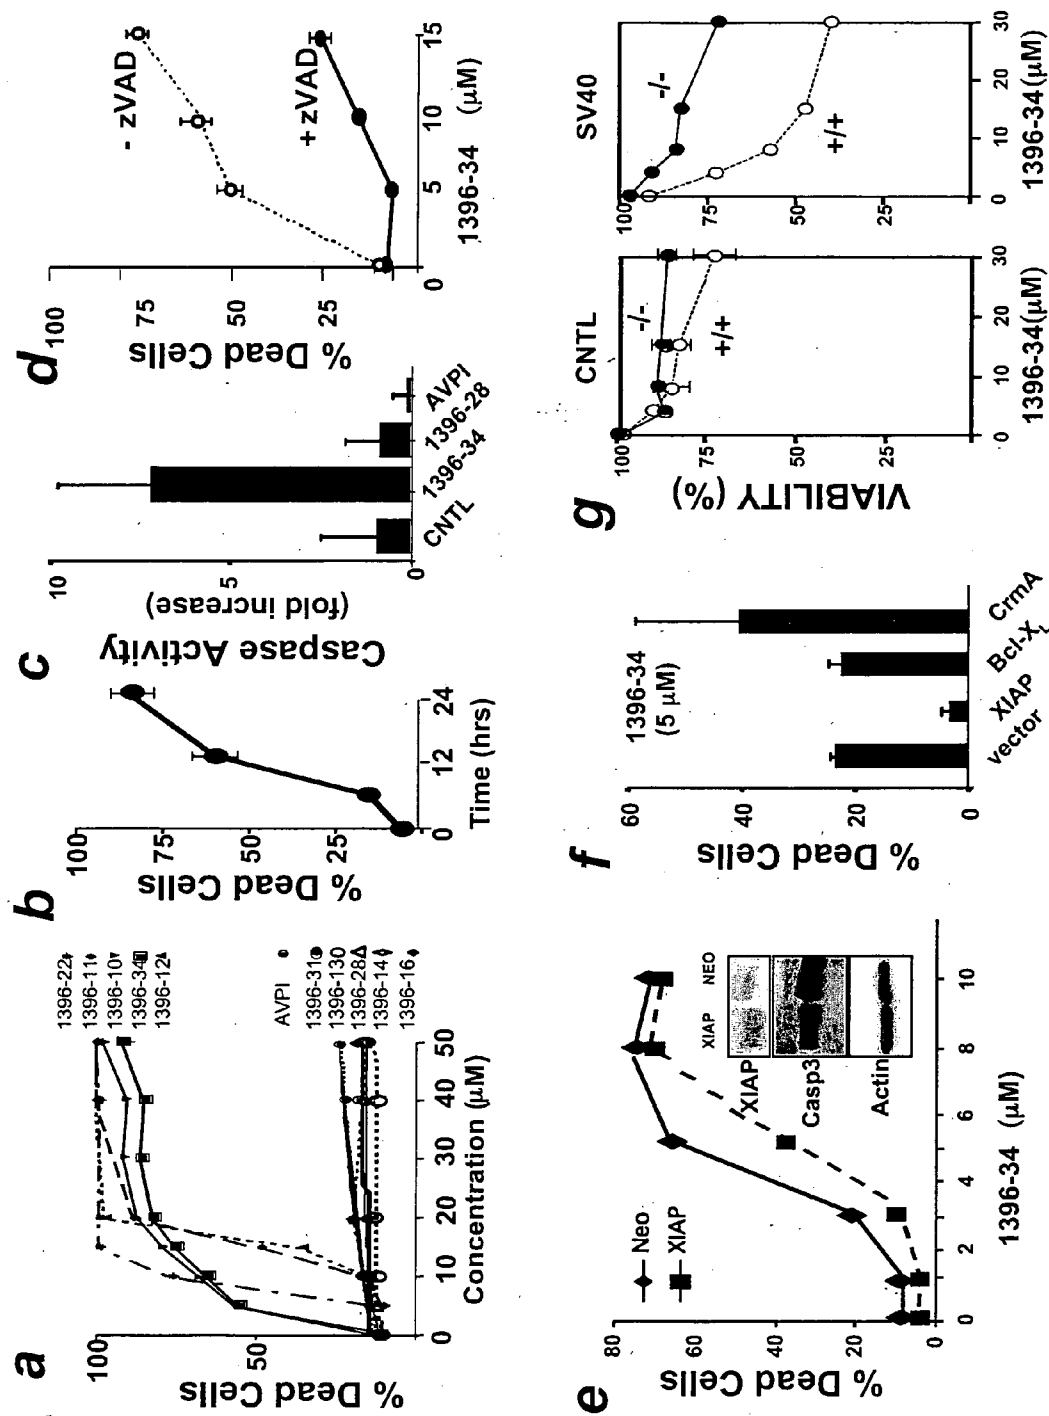 a
% Dead Cells
100
50
0
10
20
30
40
50
Concentration (µM)
1396-22
1396-11
1396-10
1396-34
1396-12
AVPI
1396-31
1396-130
1396-28
1396-14
1396-16
b
% Dead Cells
100
75
50
25
0
12
24
Time (hrs)
c
Caspase Activity
(fold increase)
10
5
0
CNTL
1396-34
1396-28
AVPI
d
% Dead Cells
100
75
50
25
0
5
10
15
1396-34 (µM)
- zVAD
+ zVAD
e
% Dead Cells
80
60
40
20
0
0
2
4
6
8
10
1396-34 (µM)
Neo
XIAP
XIAP NEO
XIAP
Casp3
Actin
f
% Dead Cells
60
40
20
0
1396-34
(5 µM)
vector
XIAP
Bcl-XL
CrmA
g
VIABILITY (%)
CNTL
100
75
50
25
0
10
20
30
1396-34(µM)
-/-
+/+
SV40
100
75
50
25
0
10
20
30
1396-34(µM)
-/-
+/+